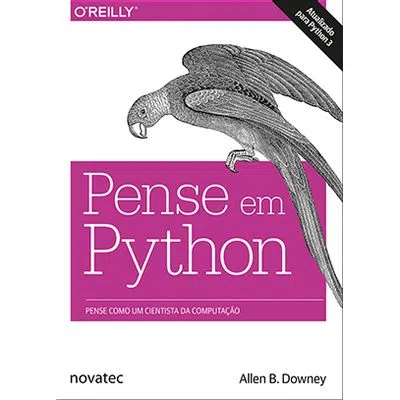 O'REILLY®
Atualizado
para Python 3
Pense em
Python
PENSE COMO UM CIENTISTA DA COMPUTAÇÃO
novatec
Allen B. Downey